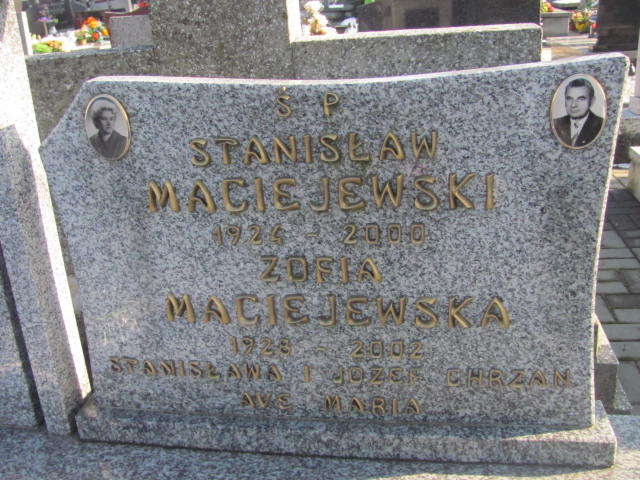 Ś P
STANISŁAW
MACIEJEWSKI
1924 - 2000
ZOFIA
MACIEJEWSKA
1928 - 2002
STANISŁAWA I JÓZEF CHRZAN
AVE MARIA